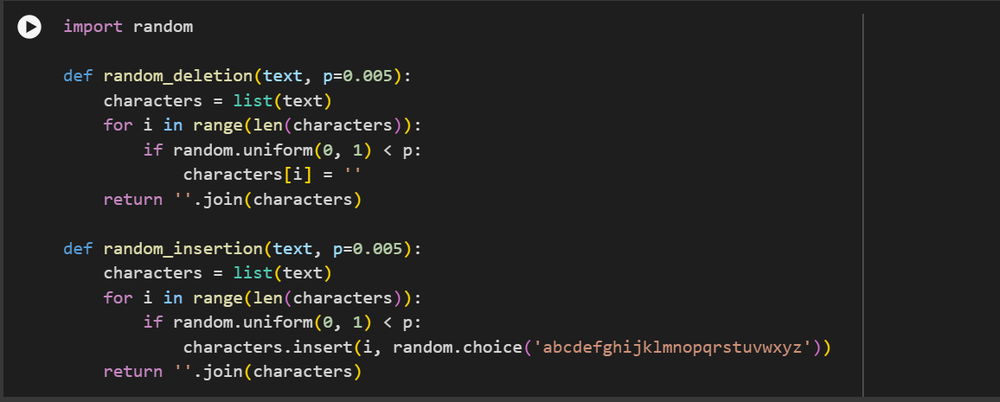 import random
def random_deletion(text, p=0.005):
    characters = list(text)
    for i in range(len(characters)):
        if random.uniform(0, 1) < p:
            characters[i] = ''
    return ''.join(characters)
def random_insertion(text, p=0.005):
    characters = list(text)
    for i in range(len(characters)):
        if random.uniform(0, 1) < p:
            characters.insert(i, random.choice('abcdefghijklmnopqrstuvwxyz'))
    return ''.join(characters)